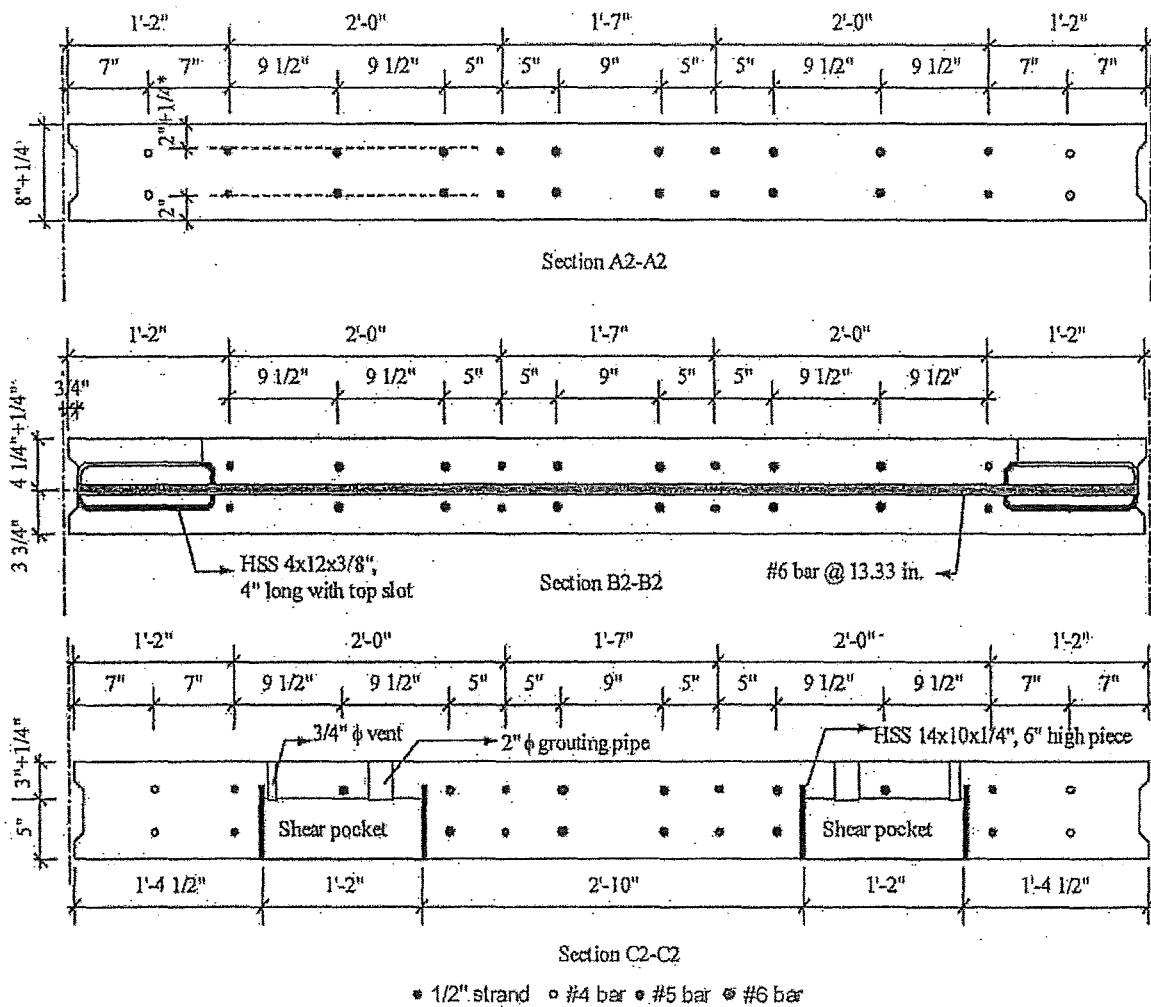 1'-2" 2'-0" 1'-7" 2'-0" 1'-2"
7" 7" 9 1/2" 9 1/2" 5" 5" 9" 5" 5" 9 1/2" 9 1/2" 7" 7"
2"+1/4"
8"+1/4"
2"
Section A2-A2
1'-2" 2'-0" 1'-7" 2'-0" 1'-2"
9 1/2" 9 1/2" 5" 5" 9" 5" 5" 9 1/2" 9 1/2"
3/4"
4 1/4"+1/4"
3 3/4"
HSS 4x12x3/8",
4" long with top slot
#6 bar @ 13.33 in.
Section B2-B2
1'-2" 2'-0" 1'-7" 2'-0" 1'-2"
7" 7" 9 1/2" 9 1/2" 5" 5" 9" 5" 5" 9 1/2" 9 1/2" 7" 7"
3/4" ϕ vent
2" ϕ grouting pipe
HSS 14x10x1/4", 6" high piece
3"+1/4"
5"
Shear pocket Shear pocket
1'-4 1/2" 1'-2" 2'-10" 1'-2" 1'-4 1/2"
Section C2-C2
1/2" strand #4 bar #5 bar #6 bar